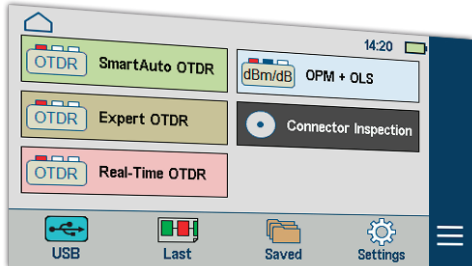 14:20
OTDR SmartAuto OTDR
dBm/dB OPM + OLS
OTDR Expert OTDR
Connector Inspection
OTDR Real-Time OTDR
USB Last Saved Settings